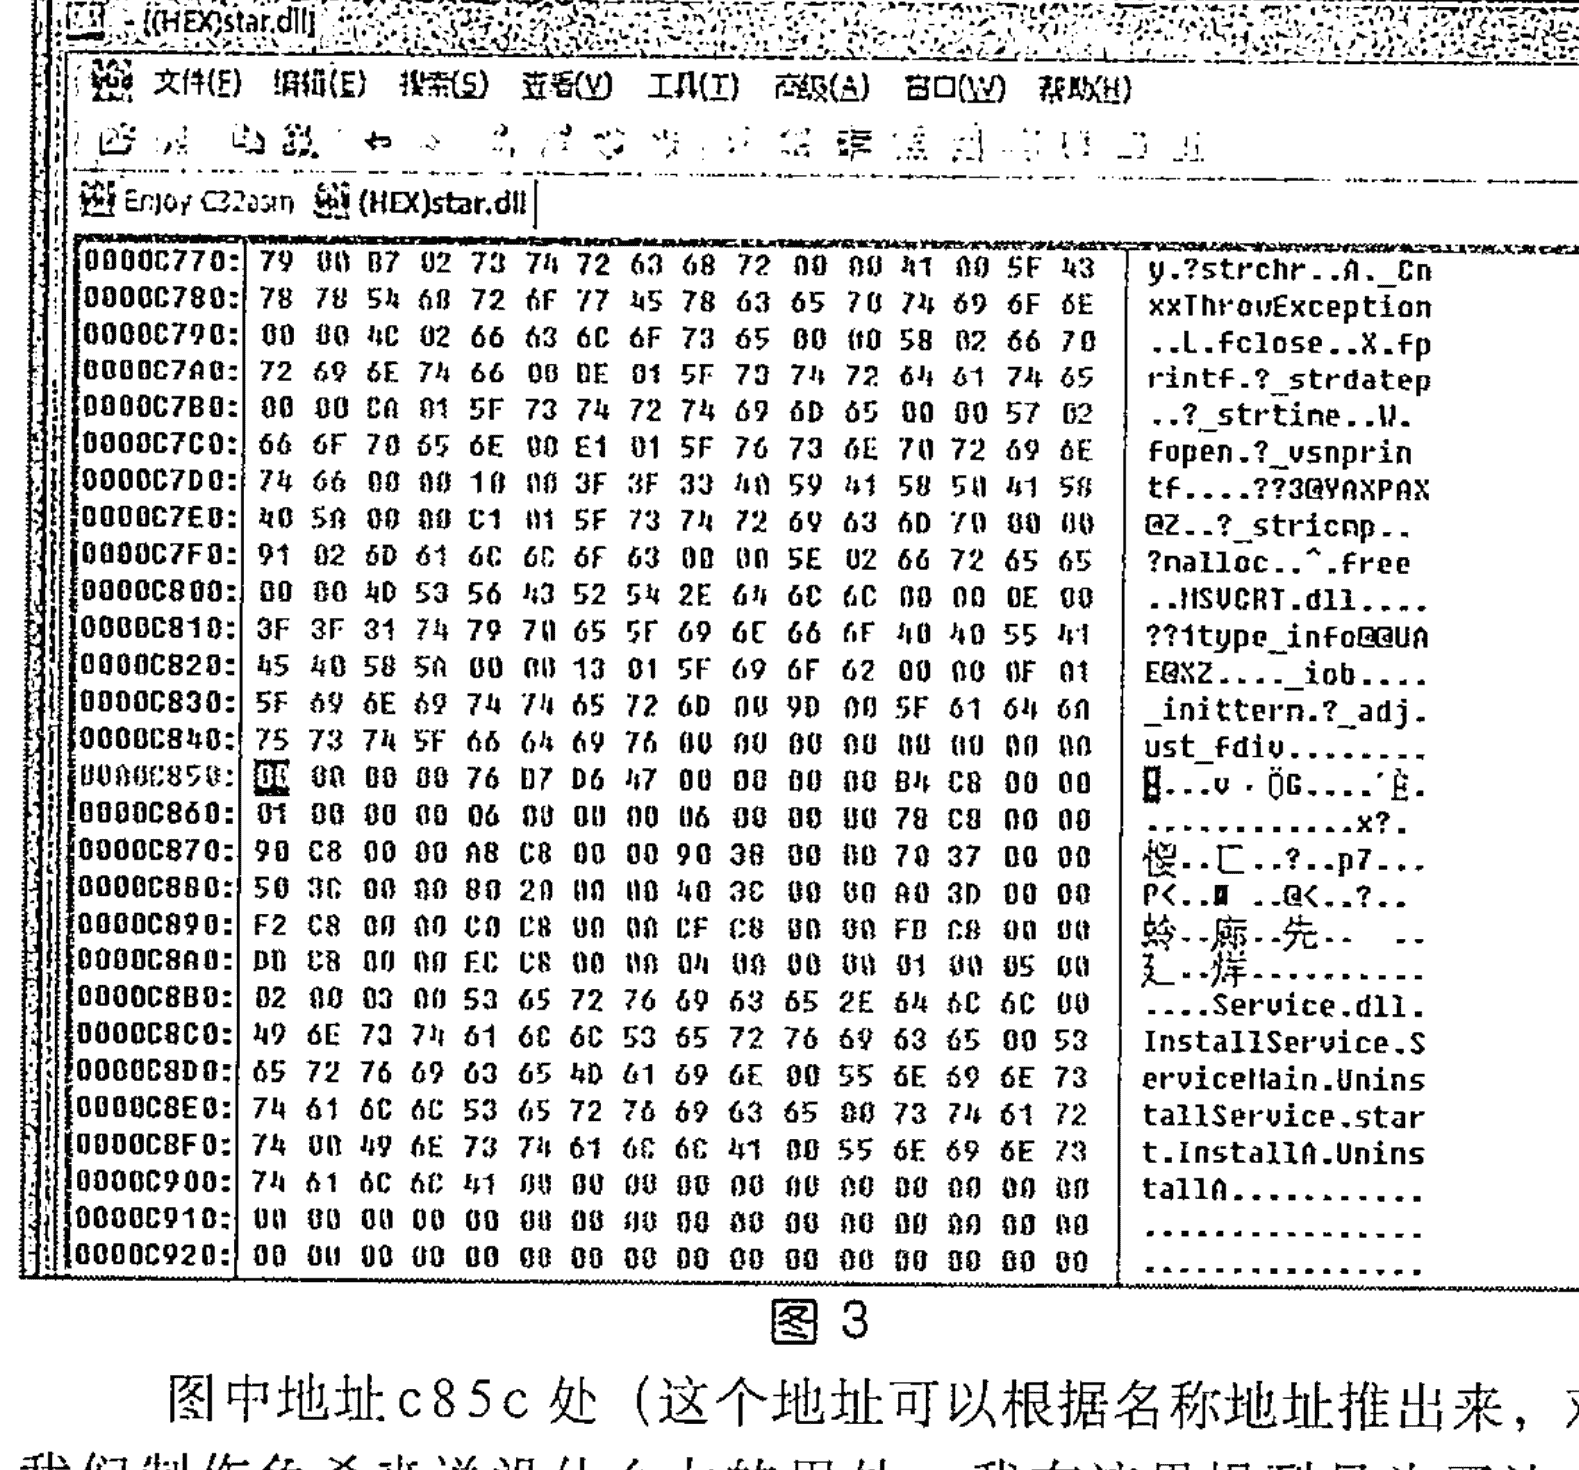 ((HEX)star.dll]
文件(F) 编辑(E) 搜索(S) 查看(V) 工具(T) 高级(A) 窗口(W) 帮助(H)
Enjoy C32asm (HEX)star.dll
0000C770: 79 00 B7 02 73 74 72 63 68 72 00 00 41 00 5F 43 y.?strchr..A._Cn
0000C780: 78 78 54 68 72 6F 77 45 78 63 65 70 74 69 6F 6E xxThrowException
0000C790: 00 00 4C 02 66 63 6C 6F 73 65 00 00 58 02 66 70 ..L.fclose..X.fp
0000C7A0: 72 69 6E 74 66 00 BE 01 5F 73 74 72 64 61 74 65 rintf.?_strdatep
0000C7B0: 00 00 CA 01 5F 73 74 72 74 69 6D 65 00 00 57 02 ..?_strtime..W.
0000C7C0: 66 6F 70 65 6E 00 E1 01 5F 76 73 6E 70 72 69 6E fopen.?_vsnprin
0000C7D0: 74 66 00 00 10 00 3F 3F 33 40 59 41 58 50 41 58 tf....??3@YAXPAX
0000C7E0: 40 5A 00 00 C1 01 5F 73 74 72 69 63 6D 70 00 00 @Z..?_stricmp..
0000C7F0: 91 02 6D 61 6C 6C 6F 63 00 00 5E 02 66 72 65 65 ?malloc..^.free
0000C800: 00 00 4D 53 56 43 52 54 2E 64 6C 6C 00 00 0E 00 ..MSVCRT.dll....
0000C810: 3F 3F 31 74 79 70 65 5F 69 6E 66 6F 40 40 55 41 ??1type_info@@UA
0000C820: 45 40 58 5A 00 00 13 01 5F 69 6F 62 00 00 0F 01 E@XZ...._iob....
0000C830: 5F 69 6E 69 74 74 65 72 6D 00 9D 00 5F 61 64 6A _initterm.?_adj.
0000C840: 75 73 74 5F 66 64 69 76 00 00 00 00 00 00 00 00 ust_fdiv........
0000C850: 00 00 00 00 76 D7 D6 47 00 00 00 00 B4 C8 00 00 ...v·ÖG....´È.
0000C860: 01 00 00 00 06 00 00 00 06 00 00 00 78 C8 00 00 ............x?.
0000C870: 90 C8 00 00 A8 C8 00 00 90 38 00 00 70 37 00 00 ..匚..?..p7...
0000C880: 50 3C 00 00 80 20 00 00 40 3C 00 00 A0 3D 00 00 P<.. ..@<..?..
0000C890: F2 C8 00 00 C0 C8 00 00 CF C8 00 00 FB C8 00 00 蛉..廊..先.. ..
0000C8A0: DD C8 00 00 EC C8 00 00 04 00 00 00 01 00 05 00 ..烊..........
0000C8B0: 02 00 03 00 53 65 72 76 69 63 65 2E 64 6C 6C 00 ....Service.dll.
0000C8C0: 49 6E 73 74 61 6C 6C 53 65 72 76 69 63 65 00 53 InstallService.S
0000C8D0: 65 72 76 69 63 65 4D 61 69 6E 00 55 6E 69 6E 73 erviceMain.Unins
0000C8E0: 74 61 6C 6C 53 65 72 76 69 63 65 00 73 74 61 72 tallService.star
0000C8F0: 74 00 49 6E 73 74 61 6C 6C 41 00 55 6E 69 6E 73 t.InstallA.Unins
0000C900: 74 61 6C 6C 41 00 00 00 00 00 00 00 00 00 00 00 tallA...........
0000C910: 00 00 00 00 00 00 00 00 00 00 00 00 00 00 00 00 ................
0000C920: 00 00 00 00 00 00 00 00 00 00 00 00 00 00 00 00 ................
图 3
图中地址c85c 处（这个地址可以根据名称地址推出来，